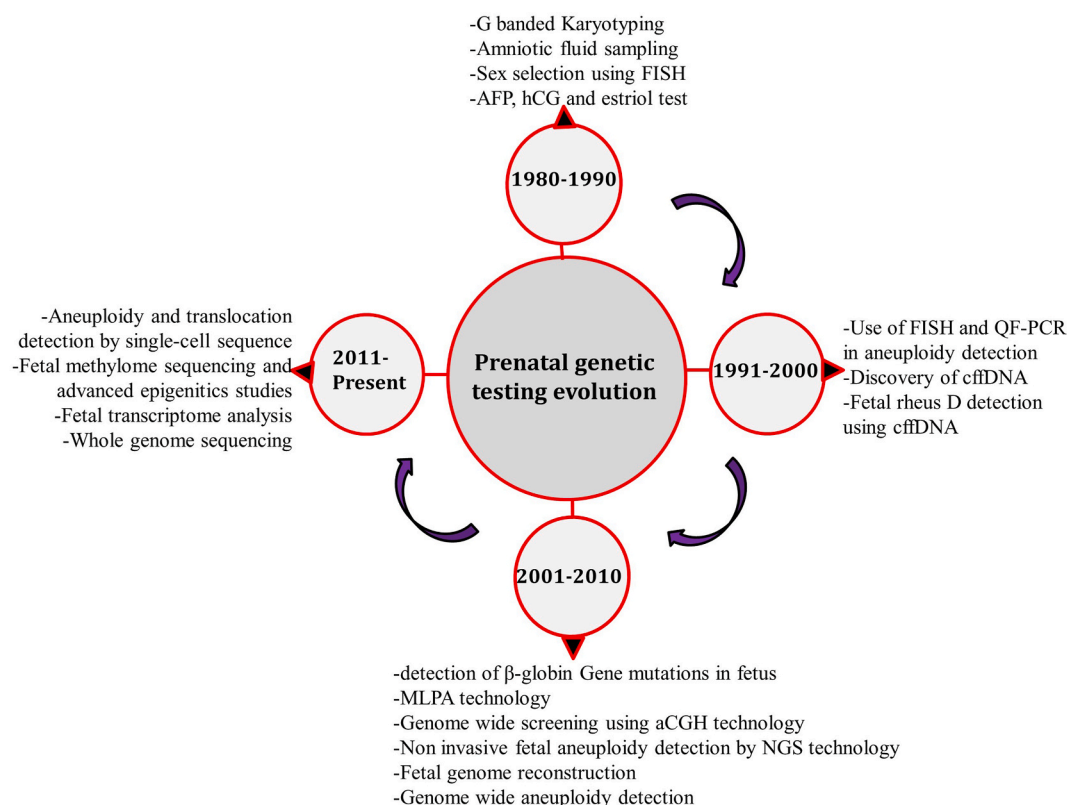 -G banded Karyotyping
-Amniotic fluid sampling
-Sex selection using FISH
-AFP, hCG and estriol test
1980-1990
-Aneuploidy and translocation
detection by single-cell sequence
-Fetal methylome sequencing and
advanced epigenitics studies
-Fetal transcriptome analysis
-Whole genome sequencing
2011-
Present
Prenatal genetic
testing evolution
1991-2000
-Use of FISH and QF-PCR
in aneuploidy detection
-Discovery of cffDNA
-Fetal rheus D detection
using cffDNA
2001-2010
-detection of β-globin Gene mutations in fetus
-MLPA technology
-Genome wide screening using aCGH technology
-Non invasive fetal aneuploidy detection by NGS technology
-Fetal genome reconstruction
-Genome wide aneuploidy detection